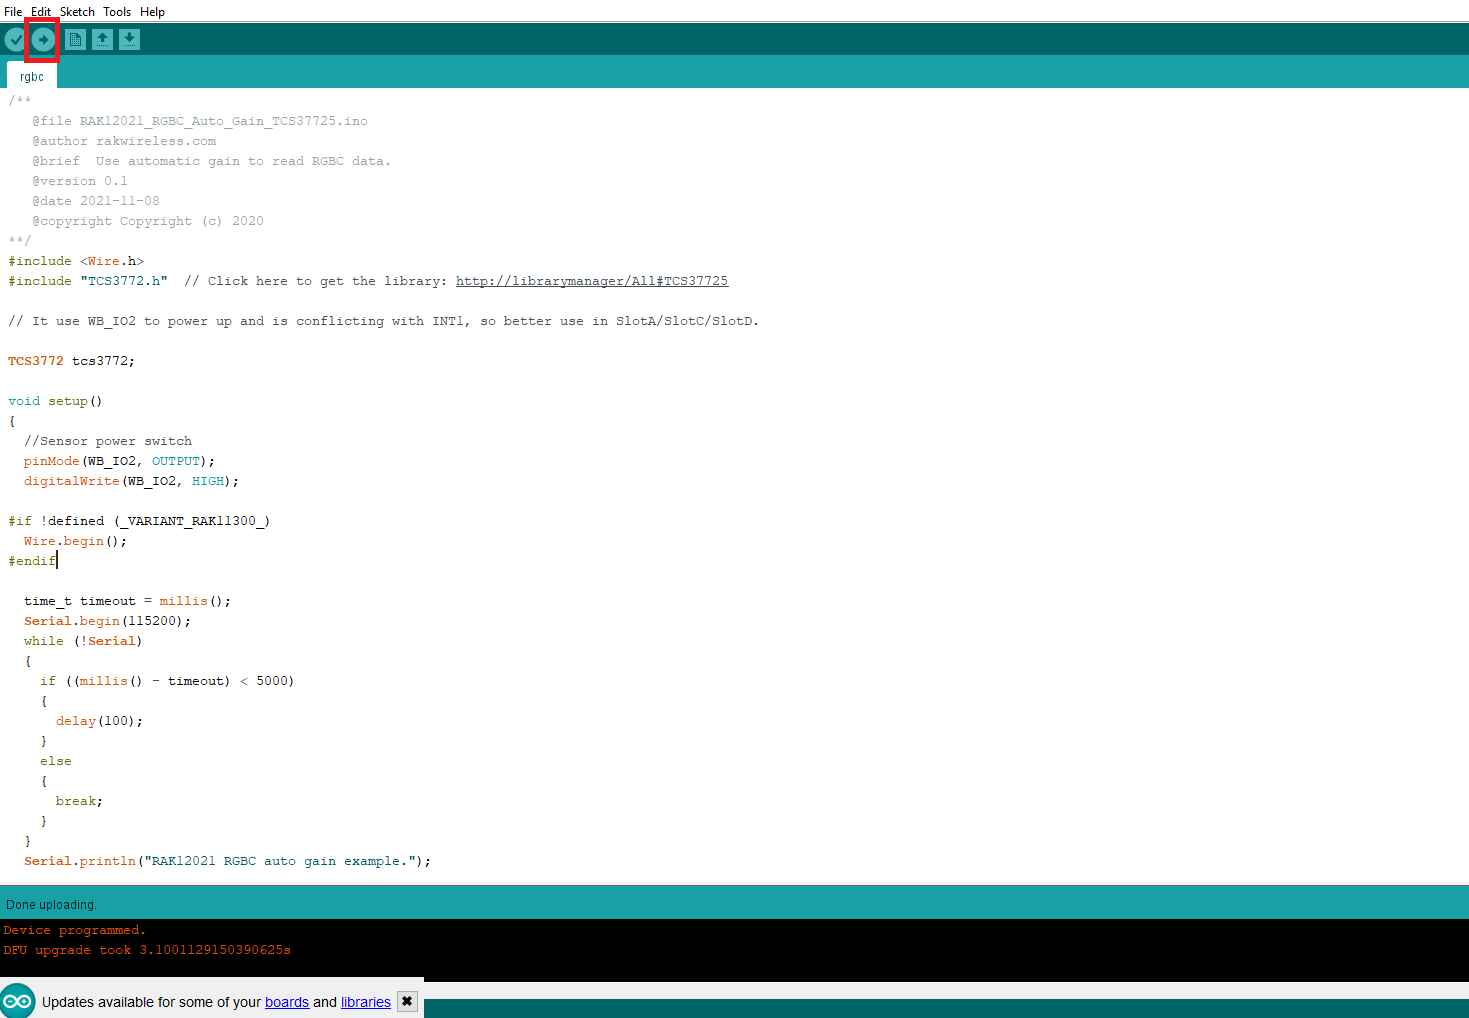 File Edit Sketch Tools Help
rgbc
/**
@file RAK12021_RGBC_Auto_Gain_TCS37725.ino
@author rakwireless.com
@brief  Use automatic gain to read RGBC data.
@version 0.1
@date 2021-11-08
@copyright Copyright (c) 2020
**/
#include <Wire.h>
#include "TCS3772.h"  // Click here to get the library: http://librarymanager/All#TCS37725
// It use WB_IO2 to power up and is conflicting with INT1, so better use in SlotA/SlotC/SlotD.
TCS3772 tcs3772;
void setup()
{
//Sensor power switch
pinMode(WB_IO2, OUTPUT);
digitalWrite(WB_IO2, HIGH);
#if !defined (_VARIANT_RAK11300_)
Wire.begin();
#endif
time_t timeout = millis();
Serial.begin(115200);
while (!Serial)
{
if ((millis() - timeout) < 5000)
{
delay(100);
}
else
{
break;
}
}
Serial.println("RAK12021 RGBC auto gain example.");
Done uploading.
Device programmed.
DFU upgrade took 3.1001129150390625s
Updates available for some of your boards and libraries